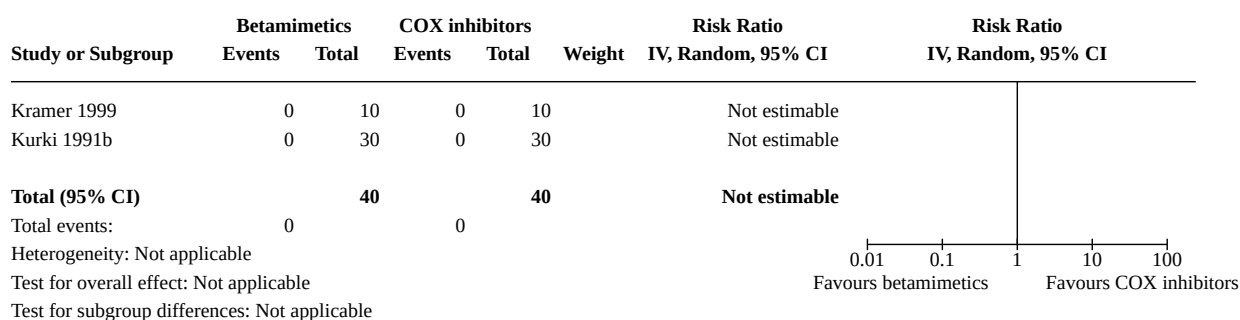 Betamimetics COX inhibitors Risk Ratio Risk Ratio
Study or Subgroup Events Total Events Total Weight IV, Random, 95% CI IV, Random, 95% CI
Kramer 1999 0 10 0 10 Not estimable
Kurki 1991b 0 30 0 30 Not estimable
Total (95% CI) 40 40 Not estimable
Total events: 0 0
Heterogeneity: Not applicable
0.01 0.1 1 10 100
Test for overall effect: Not applicable Favours betamimetics Favours COX inhibitors
Test for subgroup differences: Not applicable